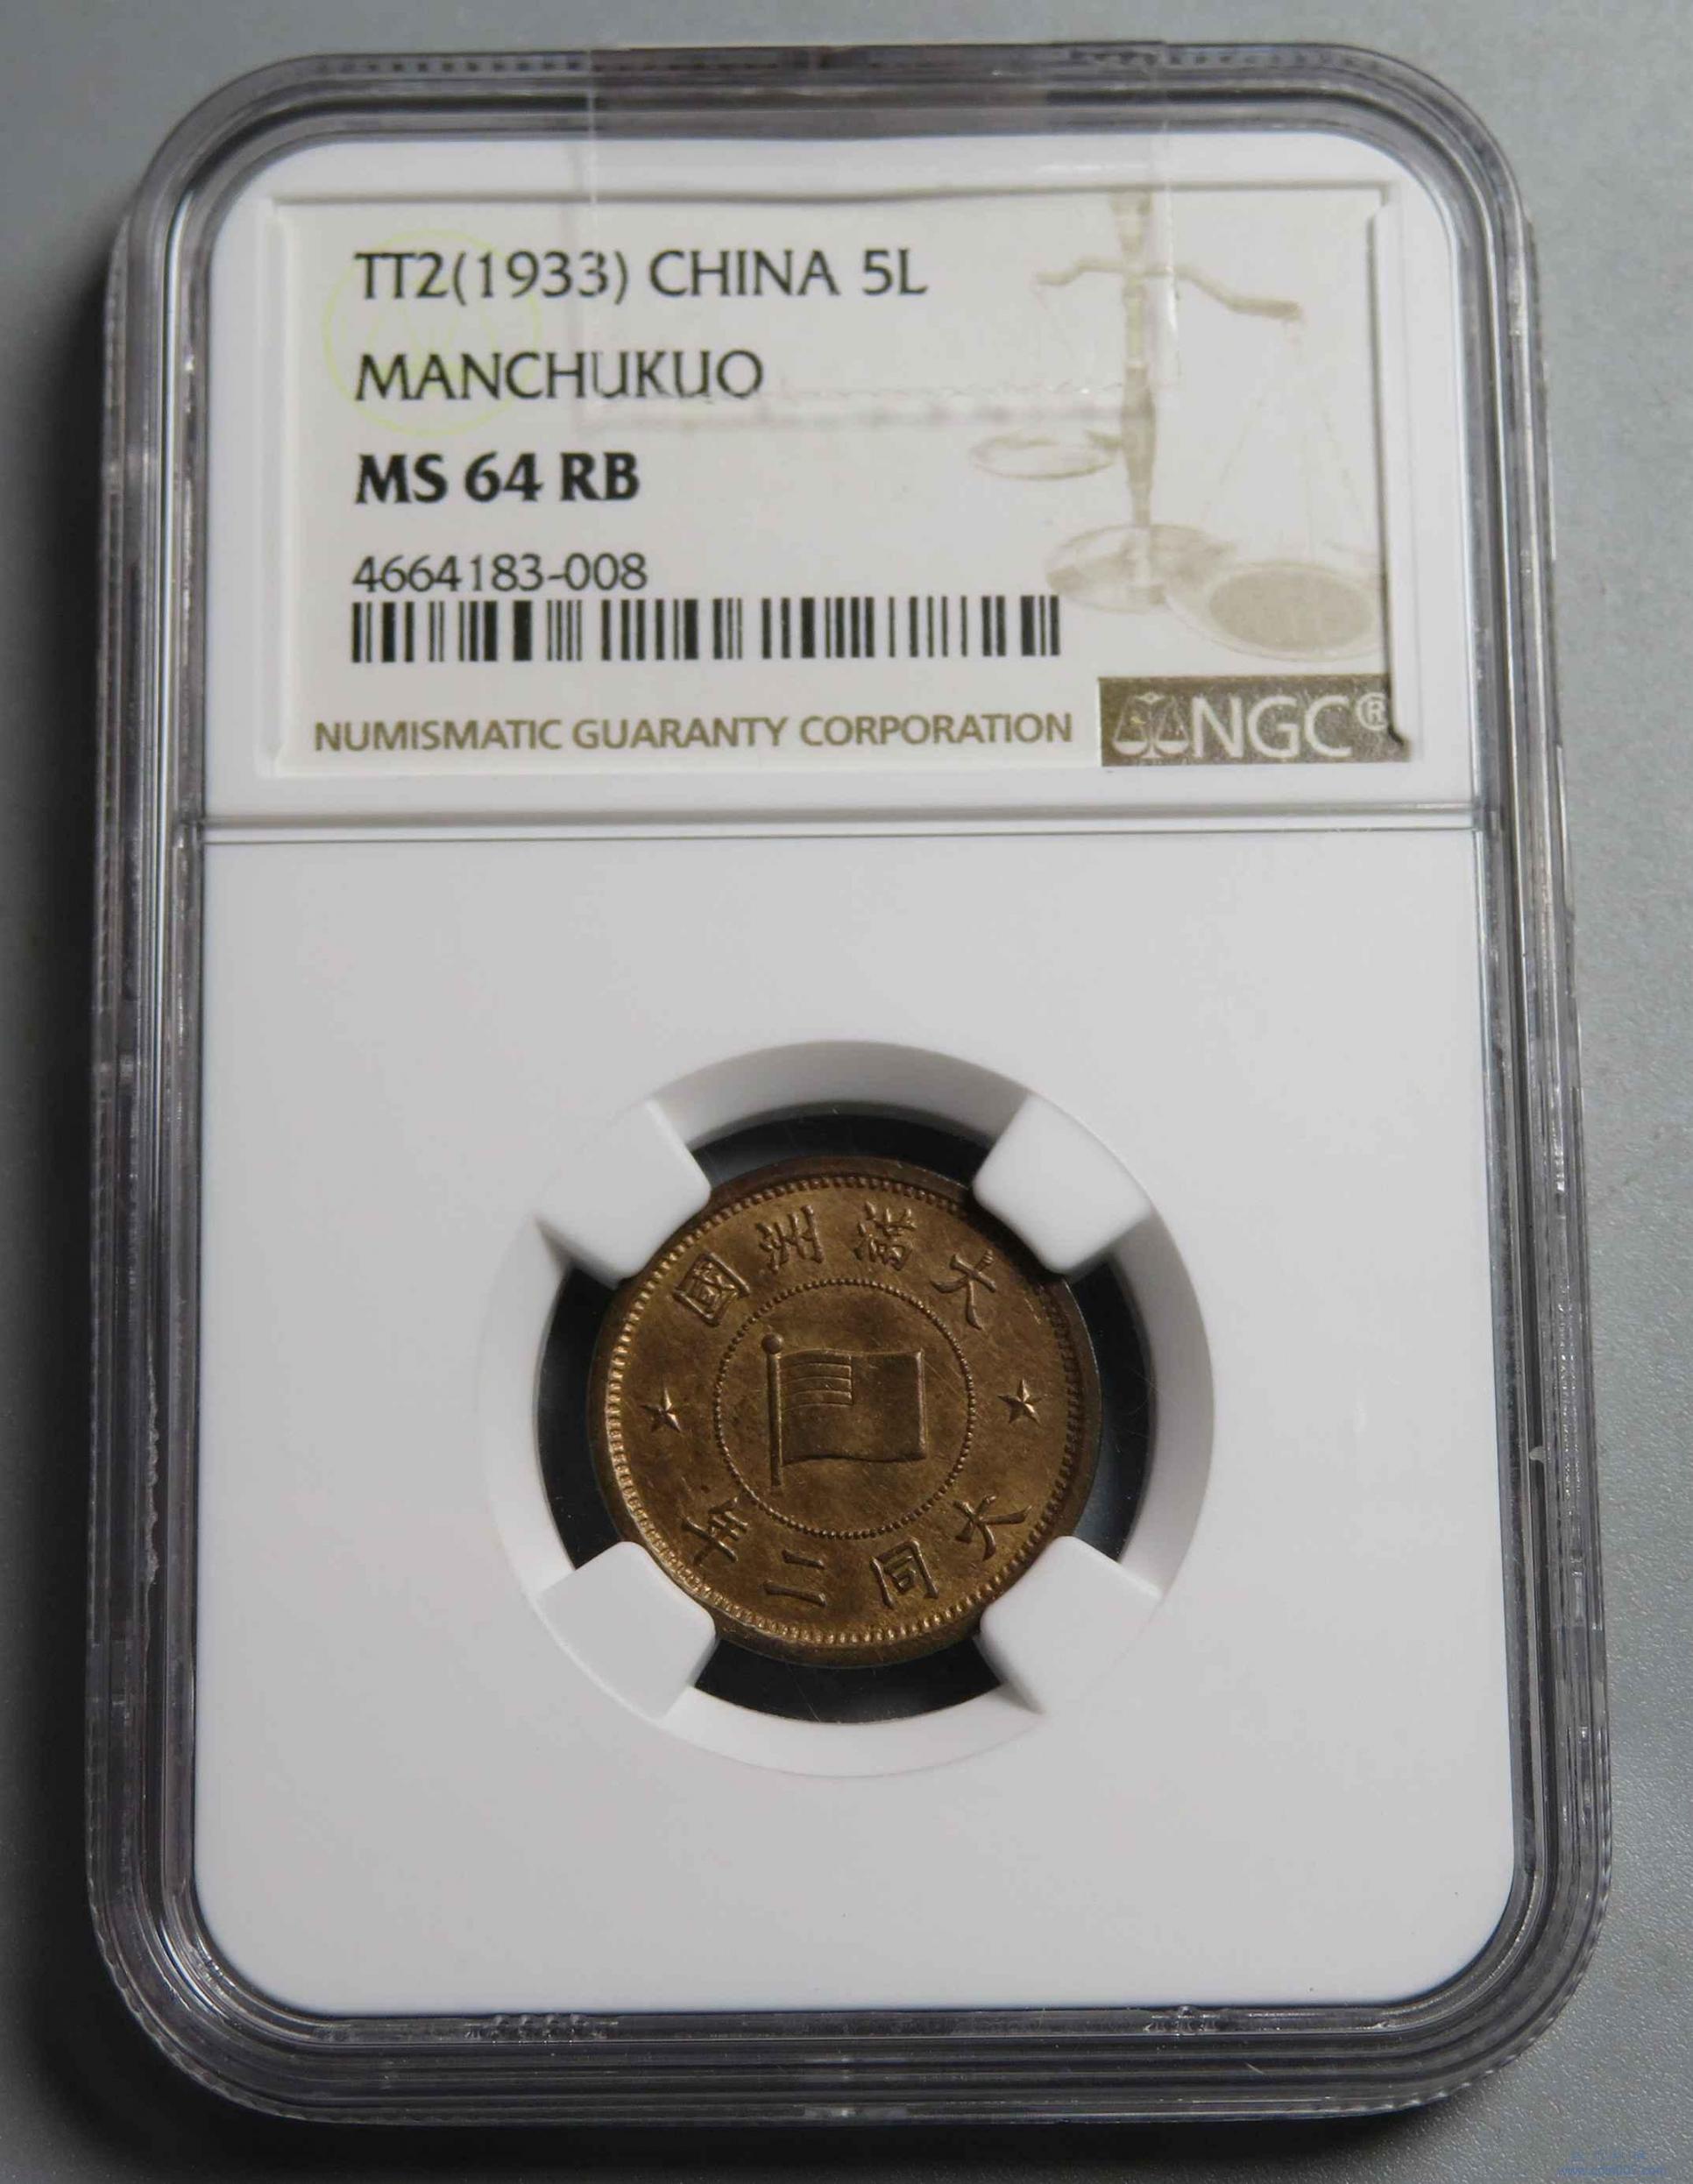 TT2(1933) CHINA 5L
MANCHUKUO
MS 64 RB
4664183-008
NUMISMATIC GUARANTY CORPORATION
NGC®
大滿洲國
大同二年